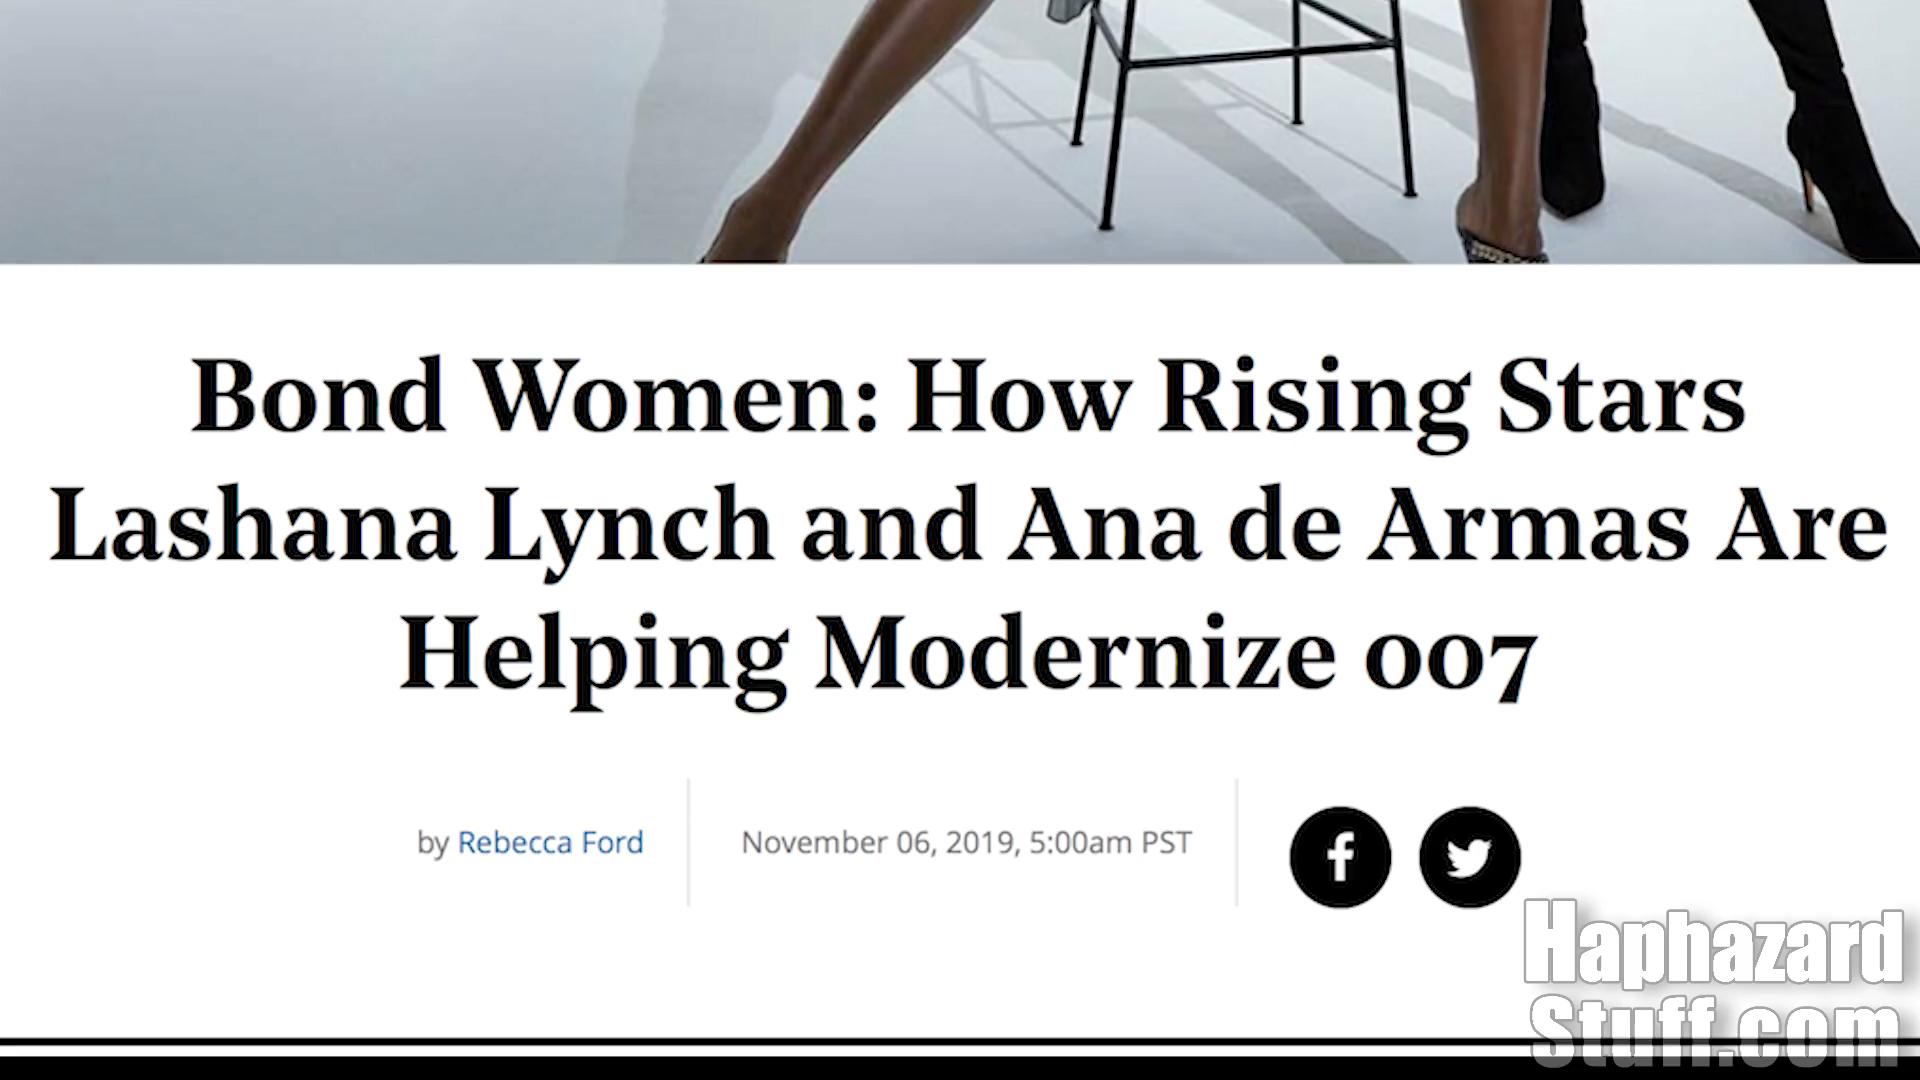 Bond Women: How Rising Stars
Lashana Lynch and Ana de Armas Are
Helping Modernize 007
by Rebecca Ford
November 06, 2019, 5:00am PST
Haphazard
Stuff.com